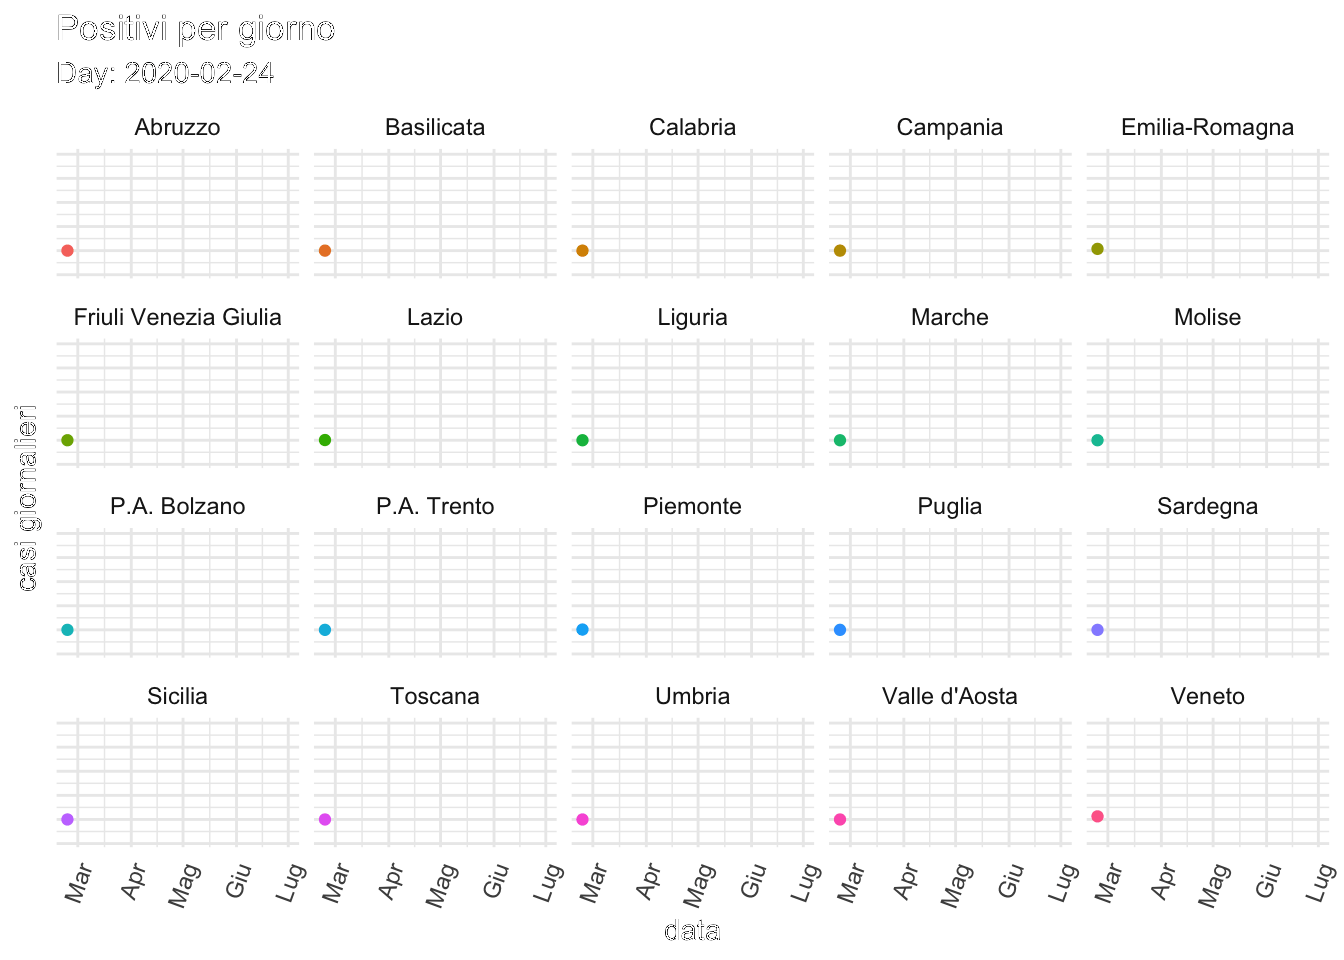 Positivi per giorno
Day: 2020-02-24
Abruzzo Basilicata Calabria Campania Emilia-Romagna
Friuli Venezia Giulia Lazio Liguria Marche Molise
casi giornalieri
P.A. Bolzano P.A. Trento Piemonte Puglia Sardegna
Sicilia Toscana Umbria Valle d'Aosta Veneto
Mar Apr Mag Giu Lug Mar Apr Mag Giu Lug Mar Apr Mag Giu Lug Mar Apr Mag Giu Lug Mar Apr Mag Giu Lug
data